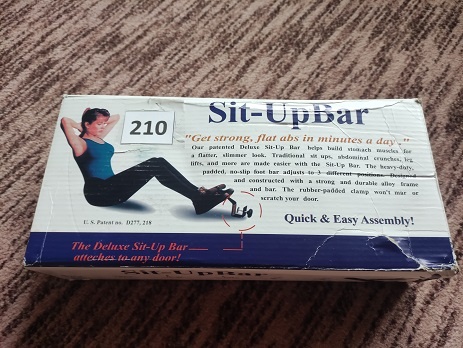 Sit-UpBar
210
"Get strong, flat abs in minutes a day . . ."
Our patented Deluxe Sit-Up Bar helps build stomach muscles for
a flatter, slimmer look. Traditional sit ups, abdominal crunches, leg
lifts, and more are made easier with the Sit-Up Bar. The heavy-duty,
padded, no-slip foot bar adjusts to 3 different positions. Designed
and constructed with a strong and durable alloy frame
and bar. The rubber-padded clamp won't mar or
scratch your door.
U. S. Patent no. D277, 218
Quick & Easy Assembly!
The Deluxe Sit-Up Bar
atteches to any door!
Sit-UpBar